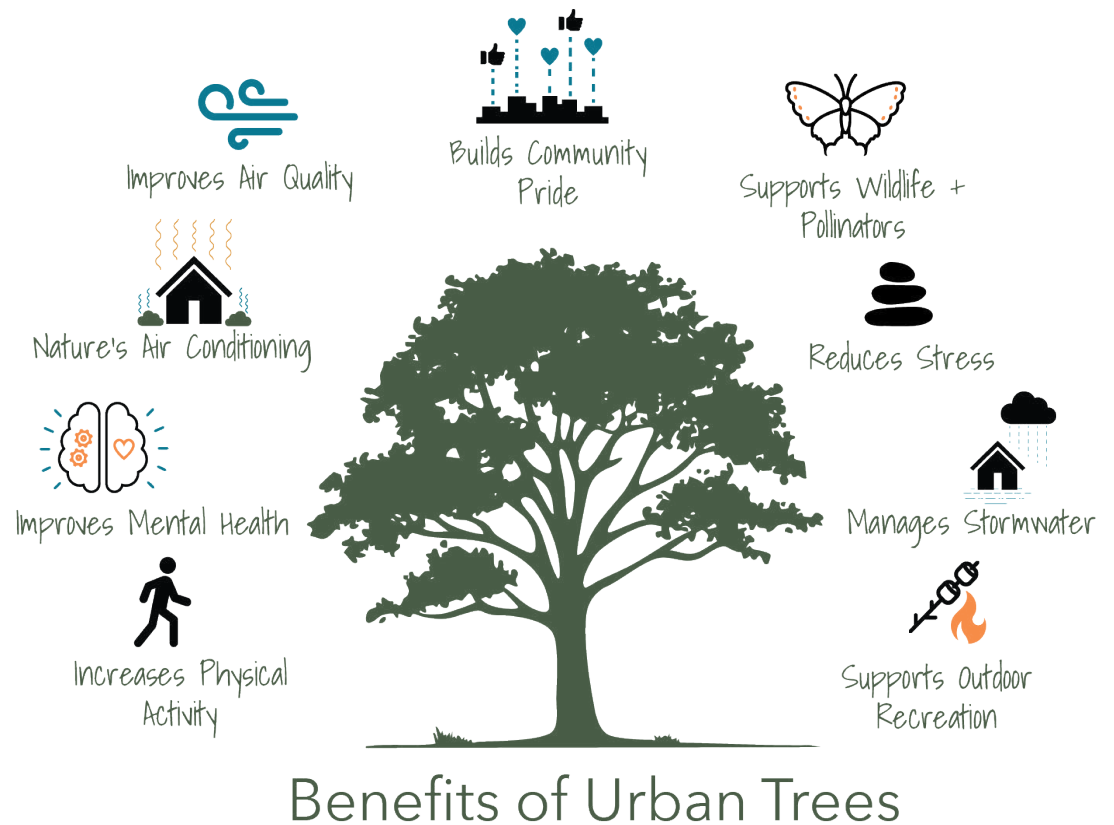 Builds Community
Pride
Improves Air Quality
Supports Wildlife +
Pollinators
Nature's Air Conditioning
Reduces Stress
Improves Mental Health
Manages Stormwater
Increases Physical
Activity
Supports Outdoor
Recreation
Benefits of Urban Trees